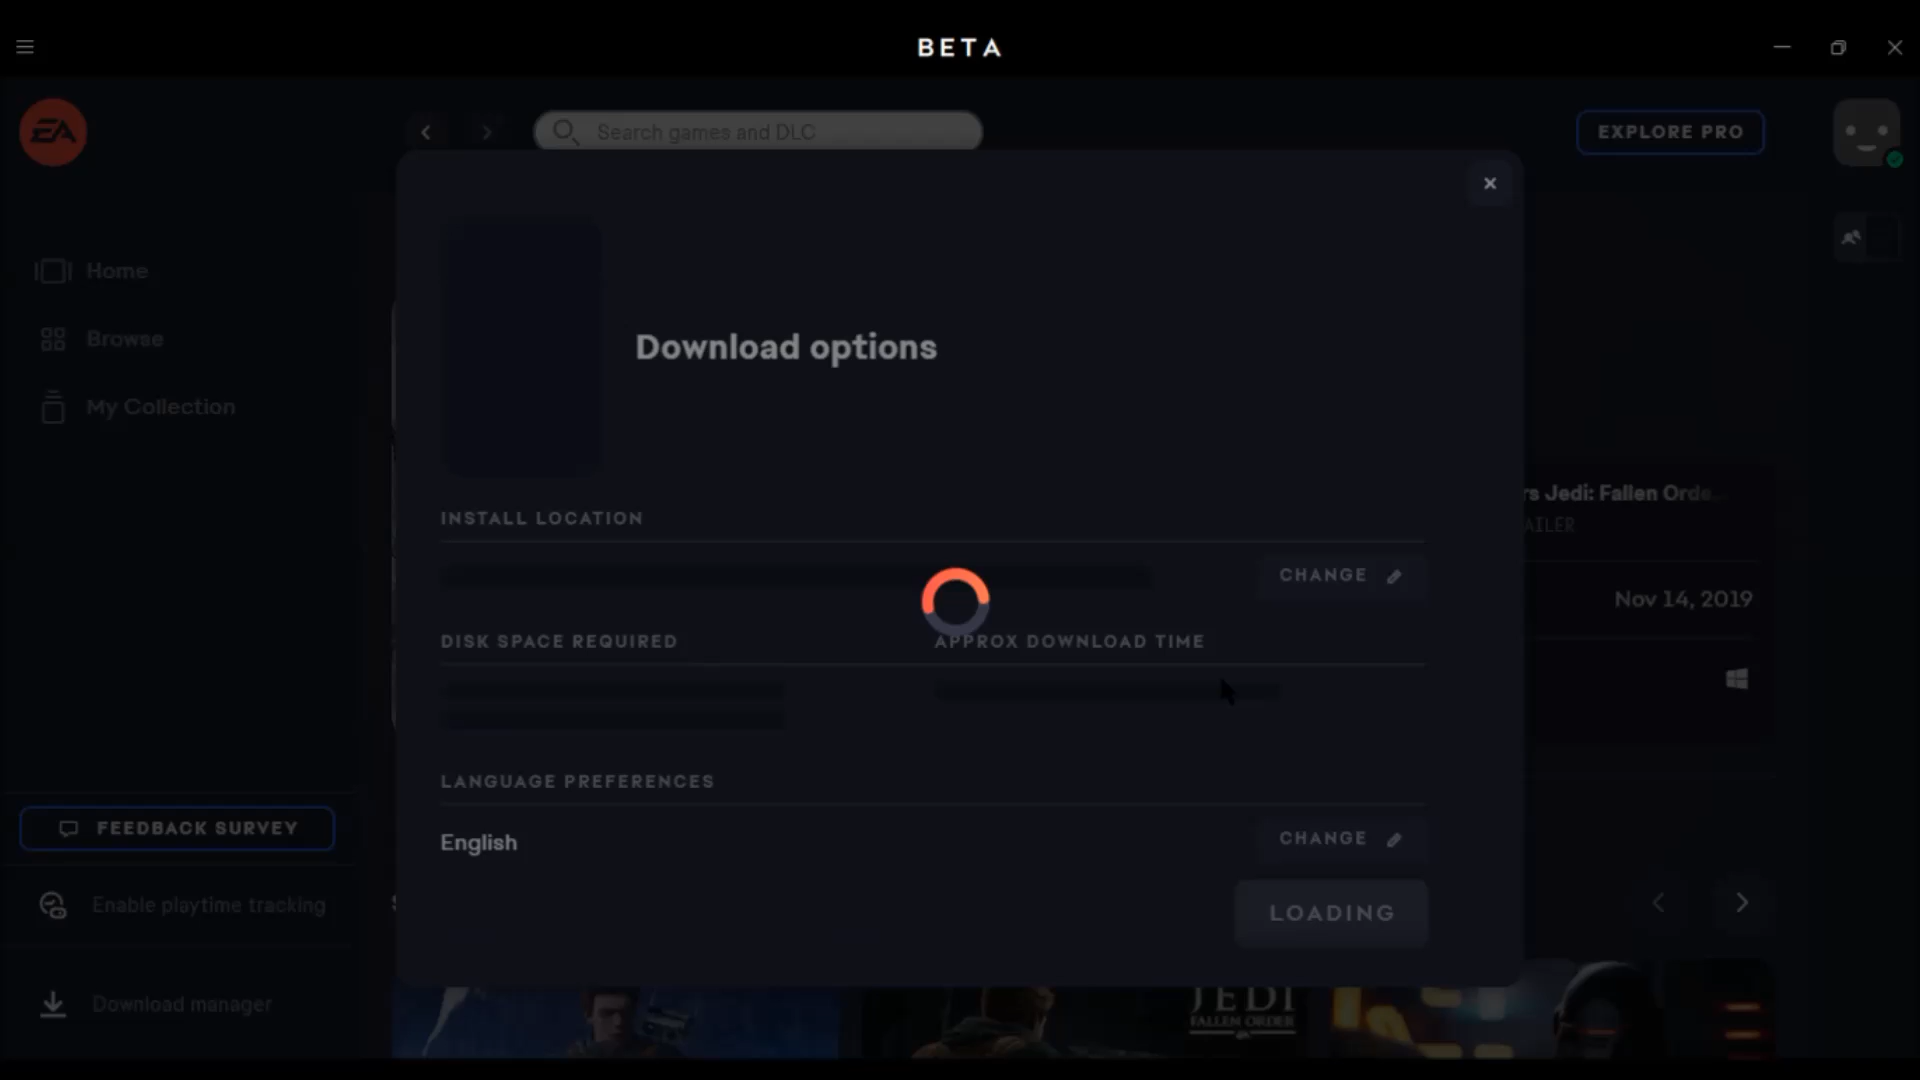 BETA
EA
Search games and DLC
EXPLORE PRO
Home
Browse
My Collection
Download options
INSTALL LOCATION
CHANGE
rs Jedi: Fallen Orde...
AILER
Nov 14, 2019
DISK SPACE REQUIRED
APPROX DOWNLOAD TIME
LANGUAGE PREFERENCES
English
CHANGE
LOADING
FEEDBACK SURVEY
Enable playtime tracking
Download manager
JEDI
FALLEN ORDER